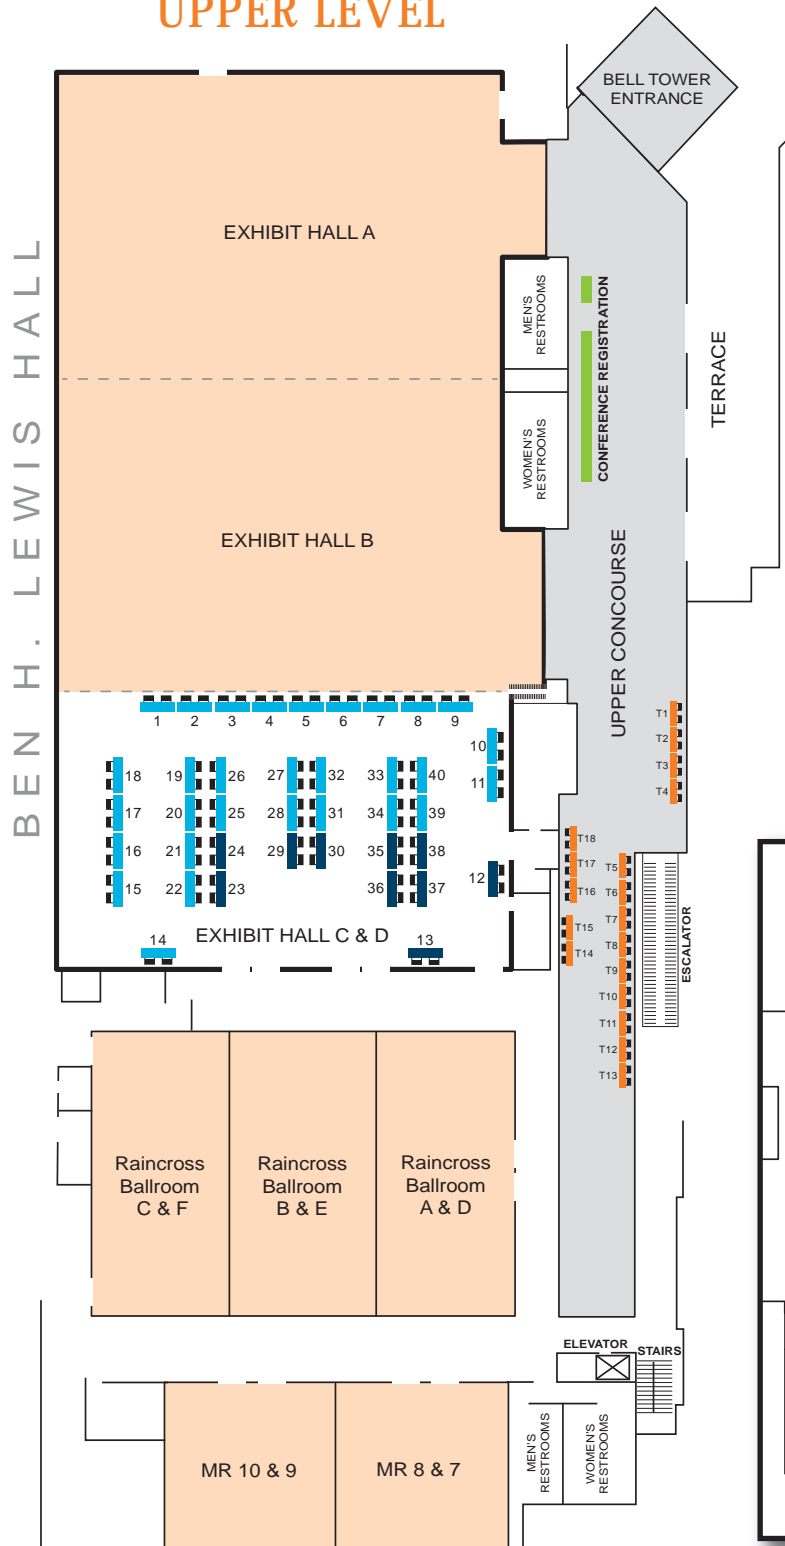 UPPER LEVEL
BELL TOWER
ENTRANCE
BEN H. LEWIS HALL
EXHIBIT HALL A
MEN'S
RESTROOMS
CONFERENCE REGISTRATION
TERRACE
WOMEN'S
RESTROOMS
EXHIBIT HALL B
UPPER CONCOURSE
1 2 3 4 5 6 7 8 9
10
11
T1
T2
T3
T4
18 19 26 27 32 33 40
17 20 25 28 31 34 39
16 21 24 29 30 35 38
15 22 23 36 37 12
T18
T17
T16
T15
T14
T5
T6
T7
T8
T9
T10
T11
T12
T13
ESCALATOR
14 EXHIBIT HALL C & D 13
Raincross
Ballroom
C & F
Raincross
Ballroom
B & E
Raincross
Ballroom
A & D
ELEVATOR
STAIRS
MR 10 & 9
MR 8 & 7
MEN'S
RESTROOMS
WOMEN'S
RESTROOMS